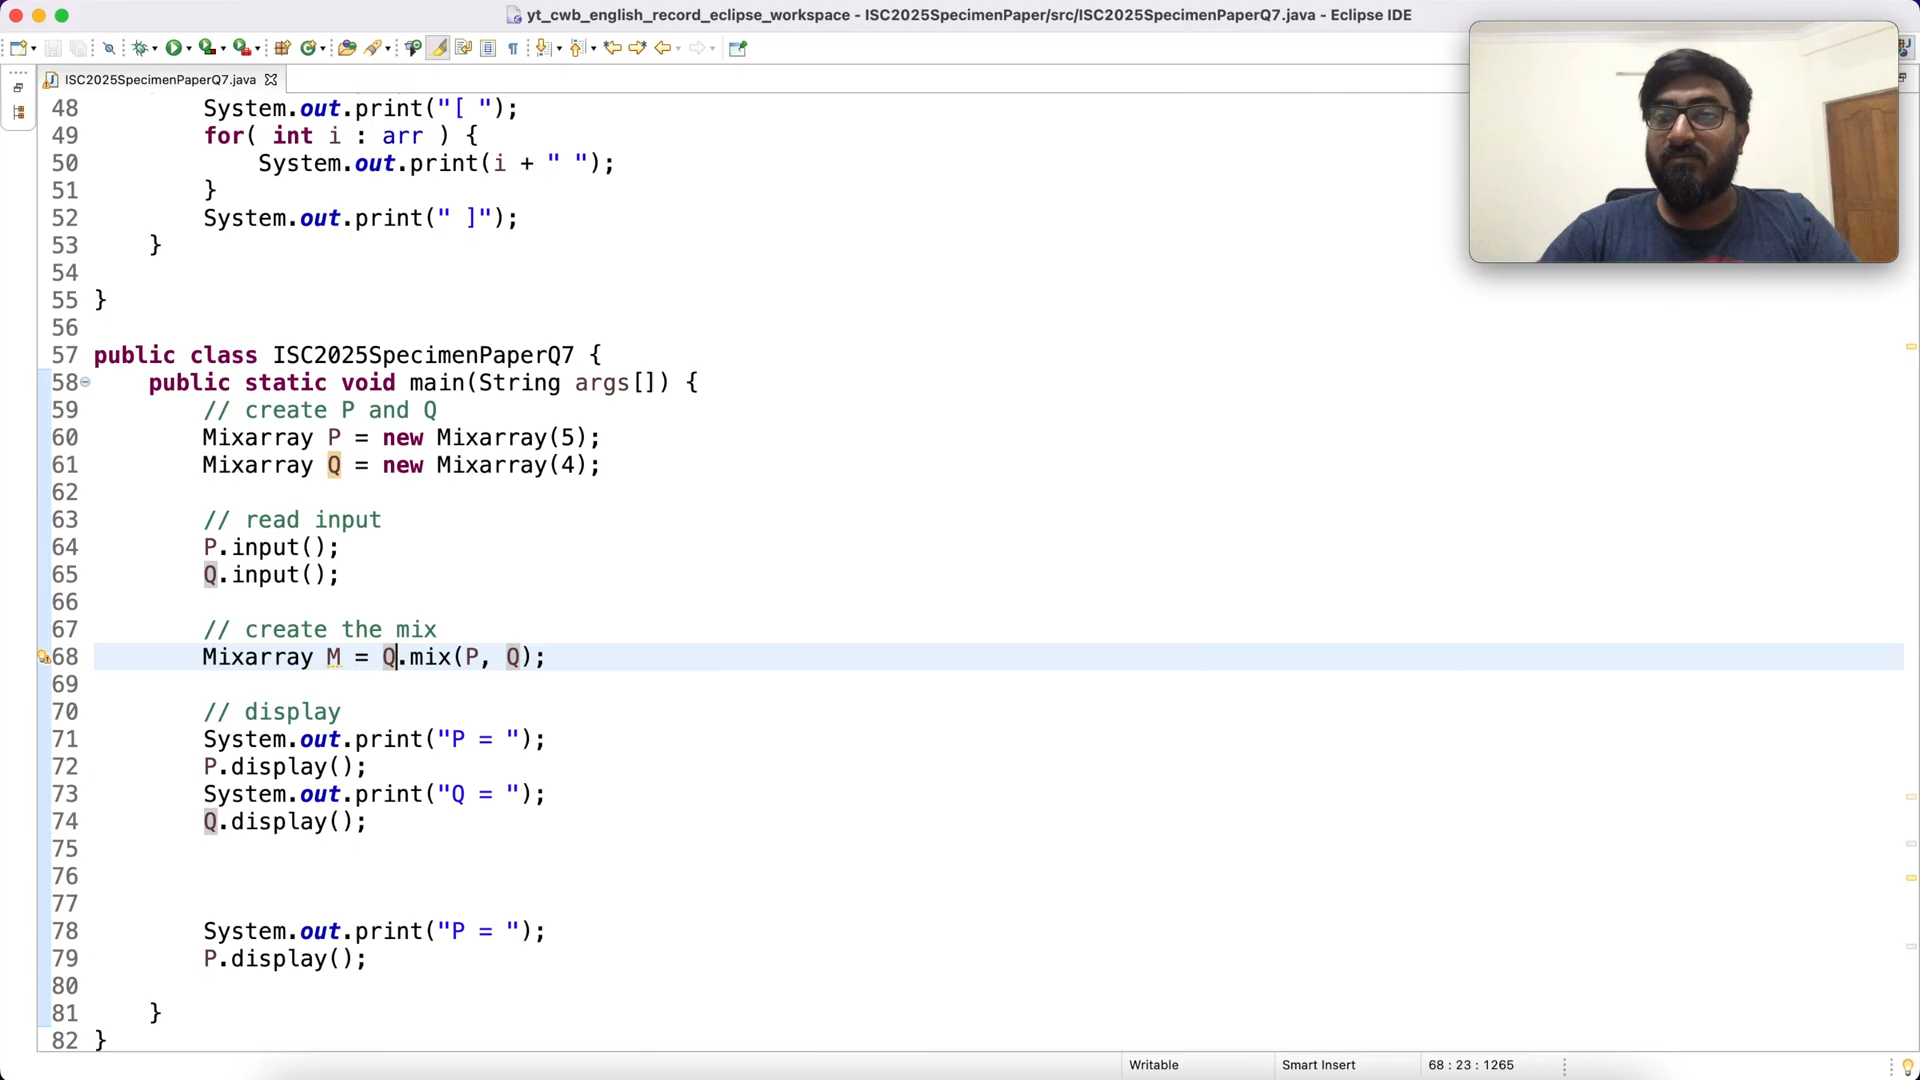 yt_cwb_english_record_eclipse_workspace - ISC2025SpecimenPaper/src/ISC2025SpecimenPaperQ7.java - Eclipse IDE
ISC2025SpecimenPaperQ7.java
48 System.out.print("[ ");
49 for( int i : arr ) {
50 System.out.print(i + " ");
51 }
52 System.out.print(" ]");
53 }
54
55 }
56
57 public class ISC2025SpecimenPaperQ7 {
58 public static void main(String args[]) {
59 // create P and Q
60 Mixarray P = new Mixarray(5);
61 Mixarray Q = new Mixarray(4);
62
63 // read input
64 P.input();
65 Q.input();
66
67 // create the mix
68 Mixarray M = Q.mix(P, Q);
69
70 // display
71 System.out.print("P = ");
72 P.display();
73 System.out.print("Q = ");
74 Q.display();
75
76
77
78 System.out.print("P = ");
79 P.display();
80
81 }
82 }
Writable Smart Insert 68 : 23 : 1265